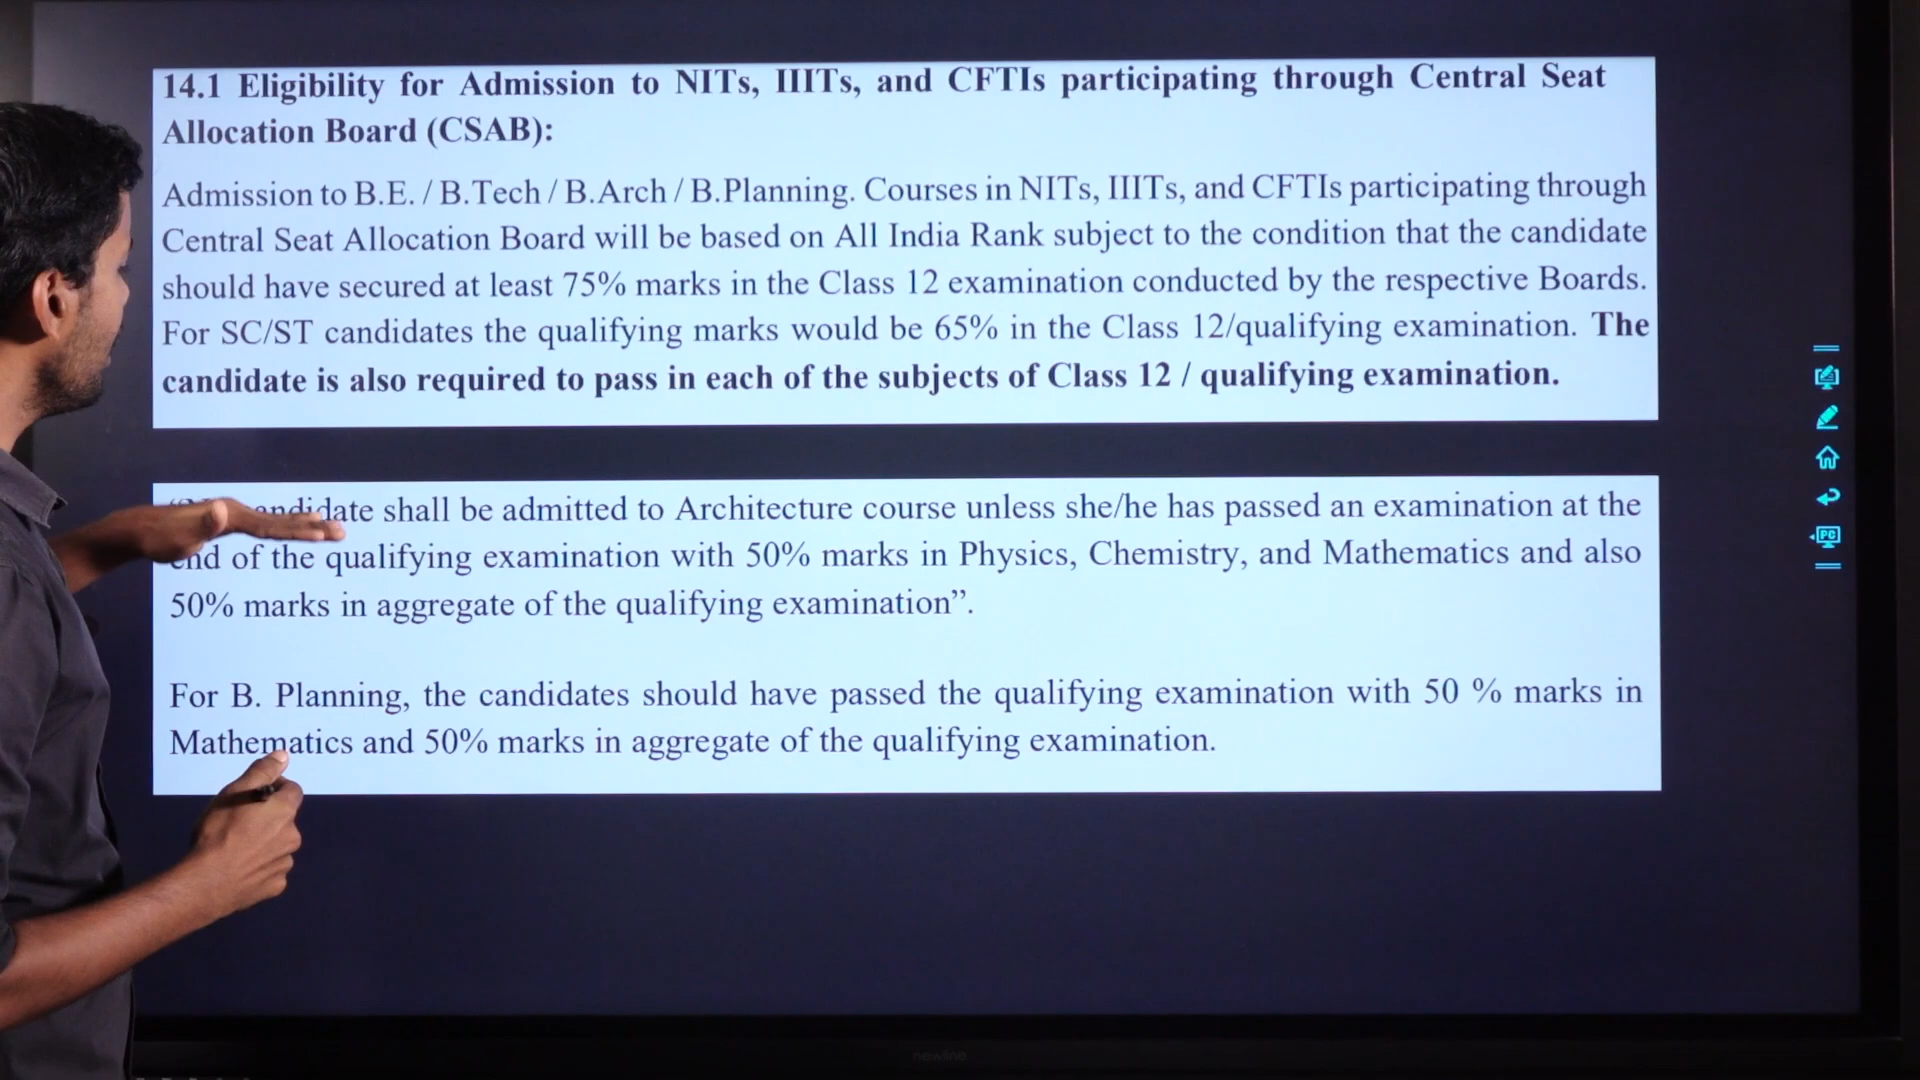 14.1 Eligibility for Admission to NITs, IIITs, and CFTIs participating through Central Seat
Allocation Board (CSAB):
Admission to B.E. / B.Tech / B.Arch / B.Planning. Courses in NITs, IIITs, and CFTIs participating through
Central Seat Allocation Board will be based on All India Rank subject to the condition that the candidate
should have secured at least 75% marks in the Class 12 examination conducted by the respective Boards.
For SC/ST candidates the qualifying marks would be 65% in the Class 12/qualifying examination. The
candidate is also required to pass in each of the subjects of Class 12 / qualifying examination.
shall be admitted to Architecture course unless she/he has passed an examination at the
end of the qualifying examination with 50% marks in Physics, Chemistry, and Mathematics and also
50% marks in aggregate of the qualifying examination”.
For B. Planning, the candidates should have passed the qualifying examination with 50 % marks in
Mathematics and 50% marks in aggregate of the qualifying examination.
PC
newline